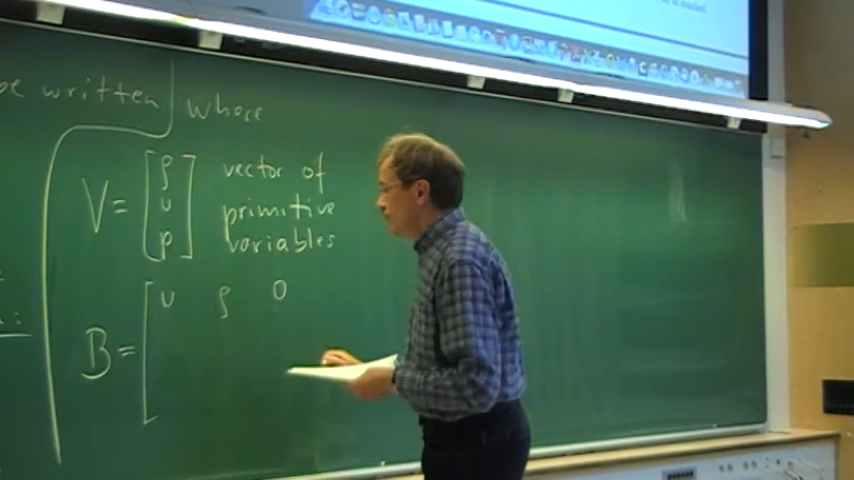 be written where
V = [ρ vector of
u primitive
p] variables
B = [u ρ 0